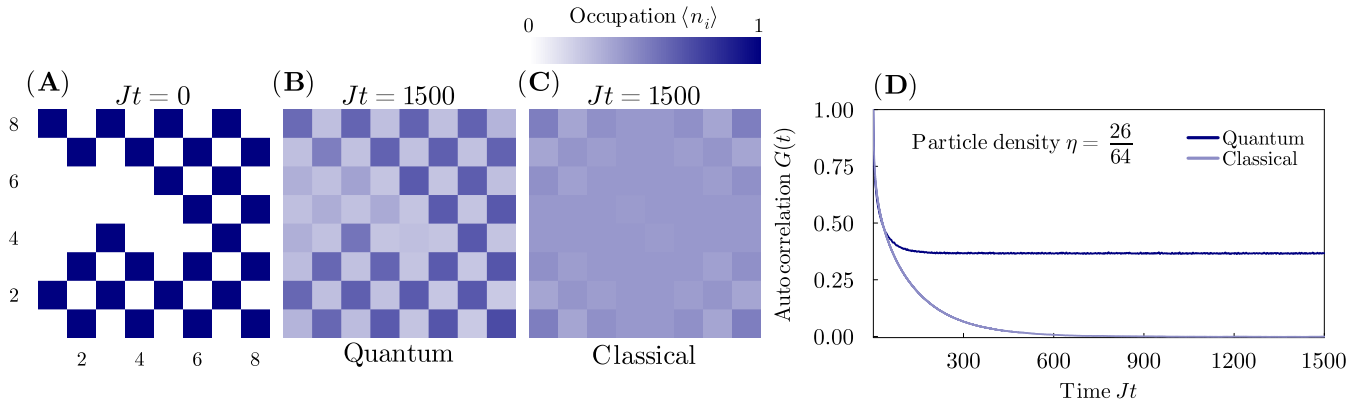 Occupation ⟨n_i⟩
0 1
(A) Jt = 0
(B) Jt = 1500
(C) Jt = 1500
(D)
8
6
4
2
2 4 6 8
Quantum
Classical
Autocorrelation G(t)
1.00
0.75
0.50
0.25
0.00
Particle density η = 26/64
Quantum
Classical
300 600 900 1200 1500
Time Jt